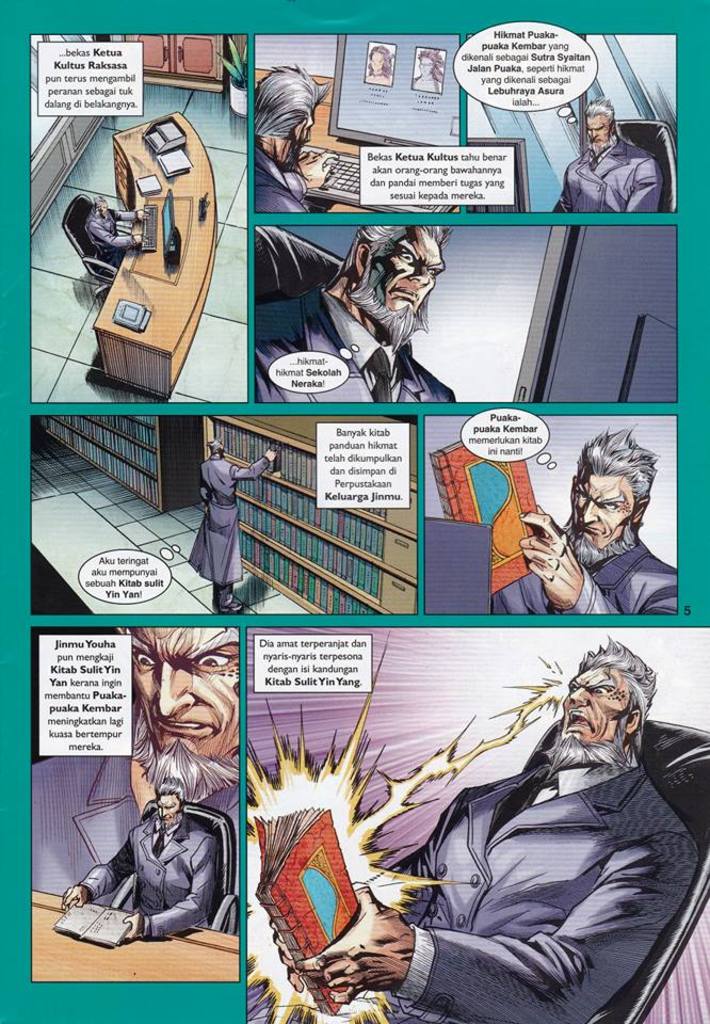 ...bekas Ketua
Kultus Raksasa
pun terus mengambil
peranan sebagai tuk
dalang di belakangnya.
Bekas Ketua Kultus tahu benar
akan orang-orang bawahannya
dan pandai memberi tugas yang
sesuai kepada mereka.
Hikmat Puaka-
puaka Kembar yang
dikenali sebagai Sutra Syaitan
Jalan Puaka, seperti hikmat
yang dikenali sebagai
Lebuhraya Asura
ialah...
...hikmat-
hikmat Sekolah
Neraka!
Banyak kitab
panduan hikmat
telah dikumpulkan
dan disimpan di
Perpustakaan
Keluarga Jinmu.
Aku teringat
aku mempunyai
sebuah Kitab sulit
Yin Yan!
Puaka-
puaka Kembar
memerlukan kitab
ini nanti!
5
Jinmu Youha
pun mengkaji
Kitab Sulit Yin
Yan kerana ingin
membantu Puaka-
puaka Kembar
meningkatkan lagi
kuasa bertempur
mereka.
Dia amat terperanjat dan
nyaris-nyaris terpesona
dengan isi kandungan
Kitab Sulit Yin Yang.